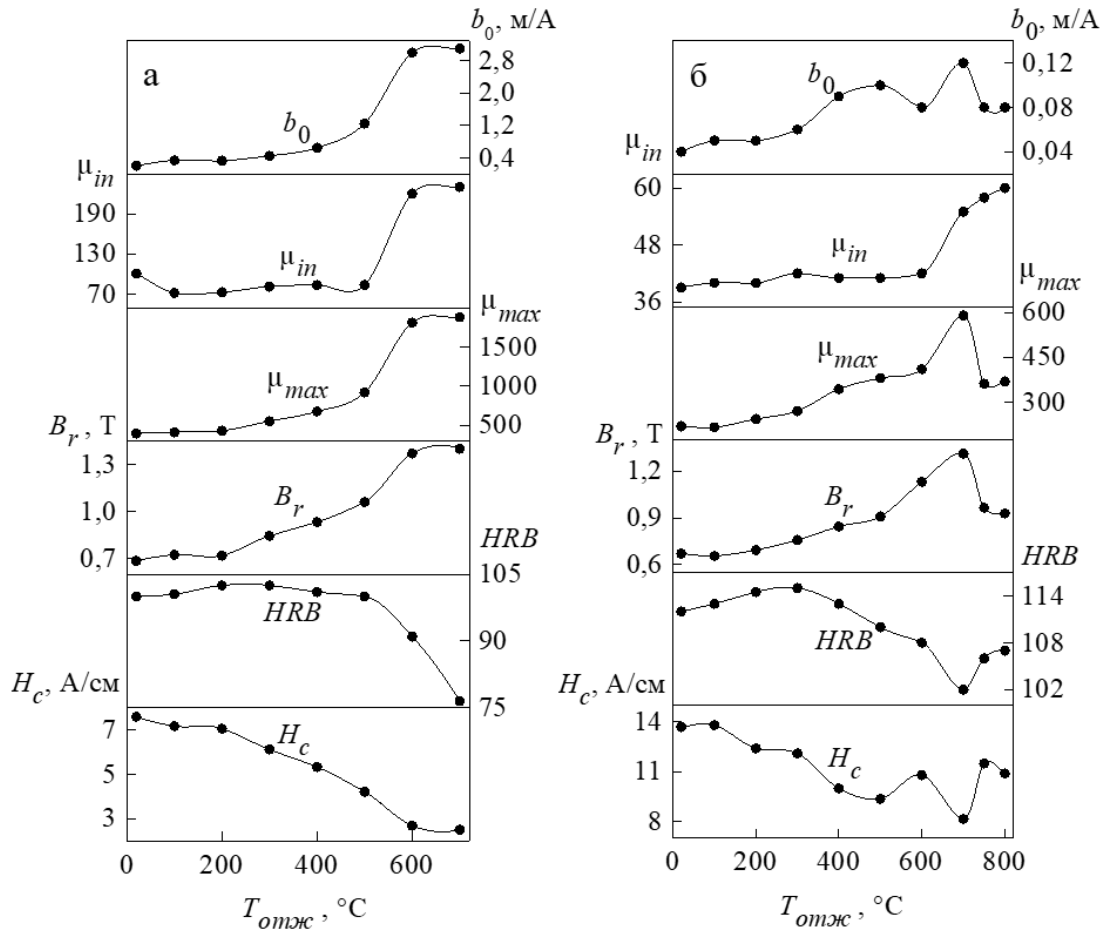 b₀, м/А
а
2,8
2,0
1,2
0,4
b₀
μin
190
130
70
μin
μmax
1500
1000
500
μmax
Br, Т
1,3
1,0
0,7
Br
HRB
105
90
75
HRB
Hc, А/см
7
5
3
Hc
0 200 400 600
Tотж, °C
b₀, м/А
б
0,12
0,08
0,04
b₀
μin
60
48
36
μin
μmax
600
450
300
μmax
Br, Т
1,2
0,9
0,6
Br
HRB
114
108
102
HRB
Hc, А/см
14
11
8
Hc
0 200 400 600 800
Tотж, °C